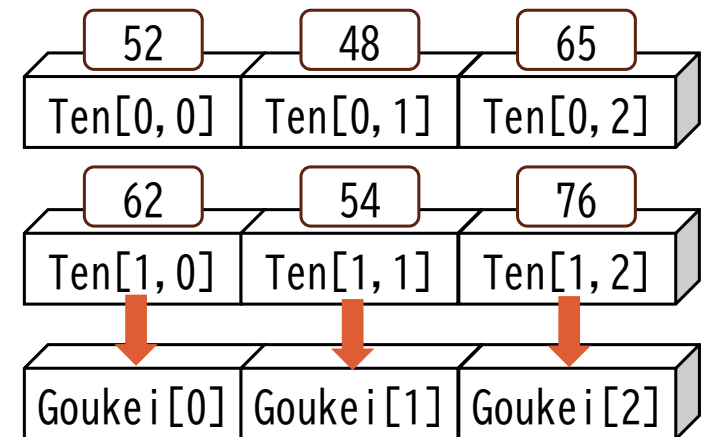 52 48 65
Ten[0,0] Ten[0,1] Ten[0,2]
62 54 76
Ten[1,0] Ten[1,1] Ten[1,2]
Goukei[0] Goukei[1] Goukei[2]